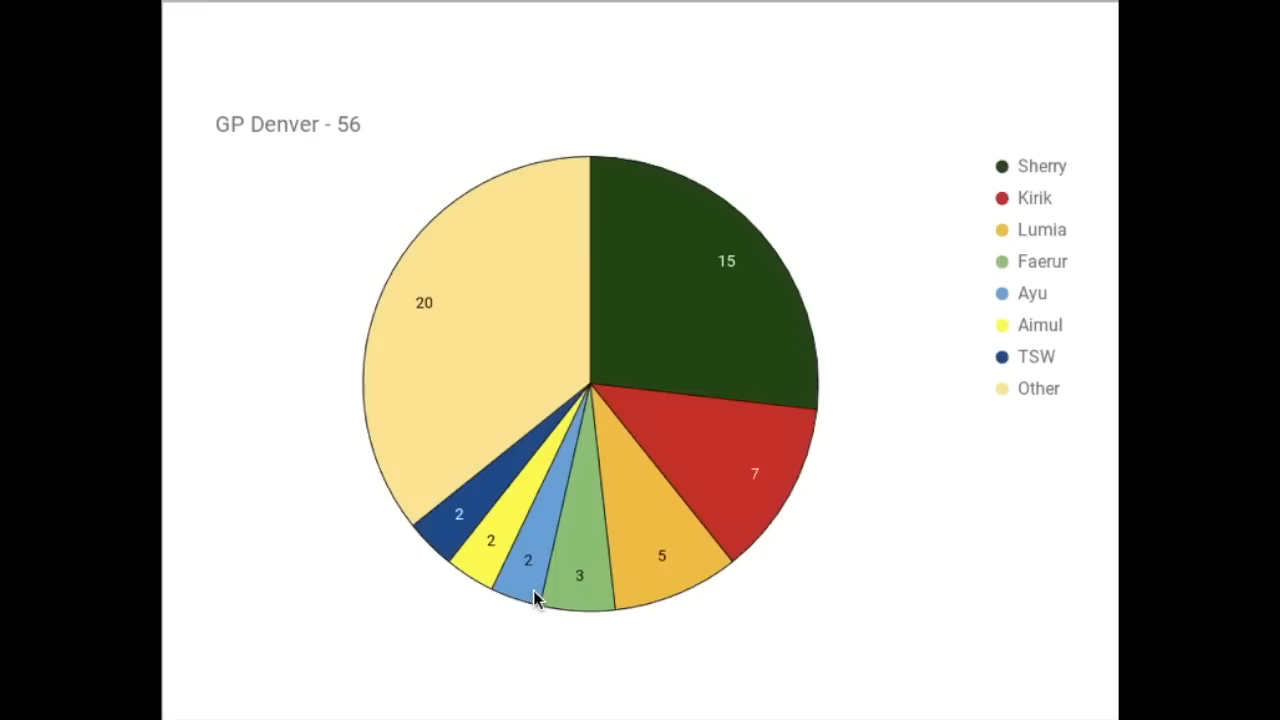 GP Denver - 56
Sherry
Kirik
Lumia
Faerur
Ayu
Aimul
TSW
Other
15
20
7
5
3
2
2
2